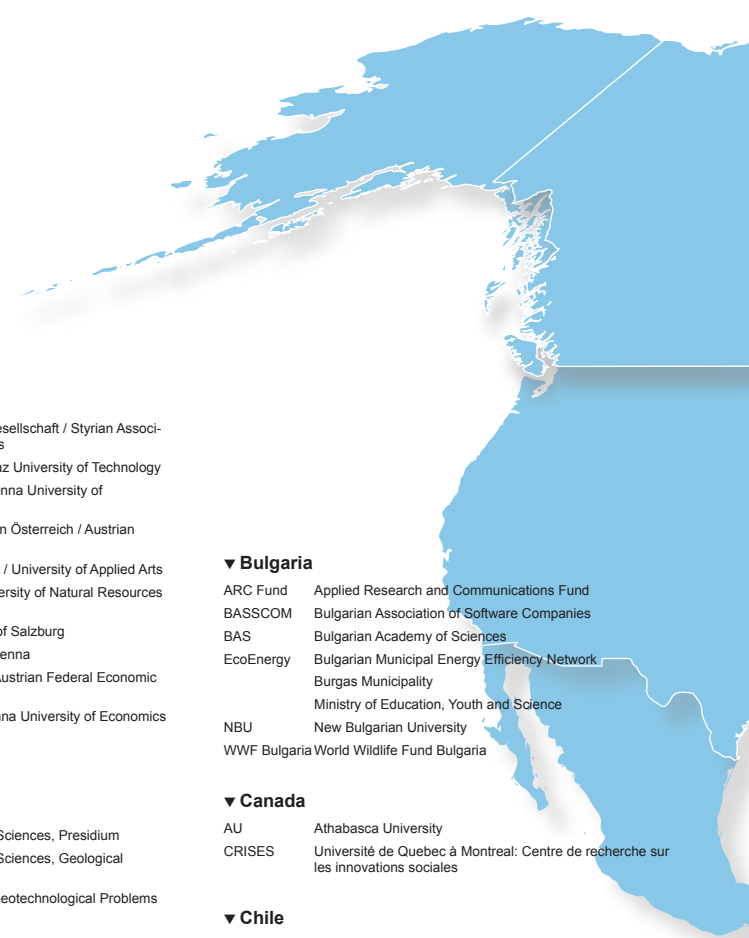 esellschaft / Styrian Associ-
s
az University of Technology
nna University of
n Österreich / Austrian
/ University of Applied Arts
ersity of Natural Resources
of Salzburg
enna
Austrian Federal Economic
nna University of Economics
Sciences, Presidium
Sciences, Geological
eotechnological Problems
▼ Bulgaria
ARC Fund Applied Research and Communications Fund
BASSCOM Bulgarian Association of Software Companies
BAS Bulgarian Academy of Sciences
EcoEnergy Bulgarian Municipal Energy Efficiency Network
Burgas Municipality
Ministry of Education, Youth and Science
NBU New Bulgarian University
WWF Bulgaria World Wildlife Fund Bulgaria
▼ Canada
AU Athabasca University
CRISES Université de Quebec à Montreal: Centre de recherche sur
les innovations sociales
▼ Chile